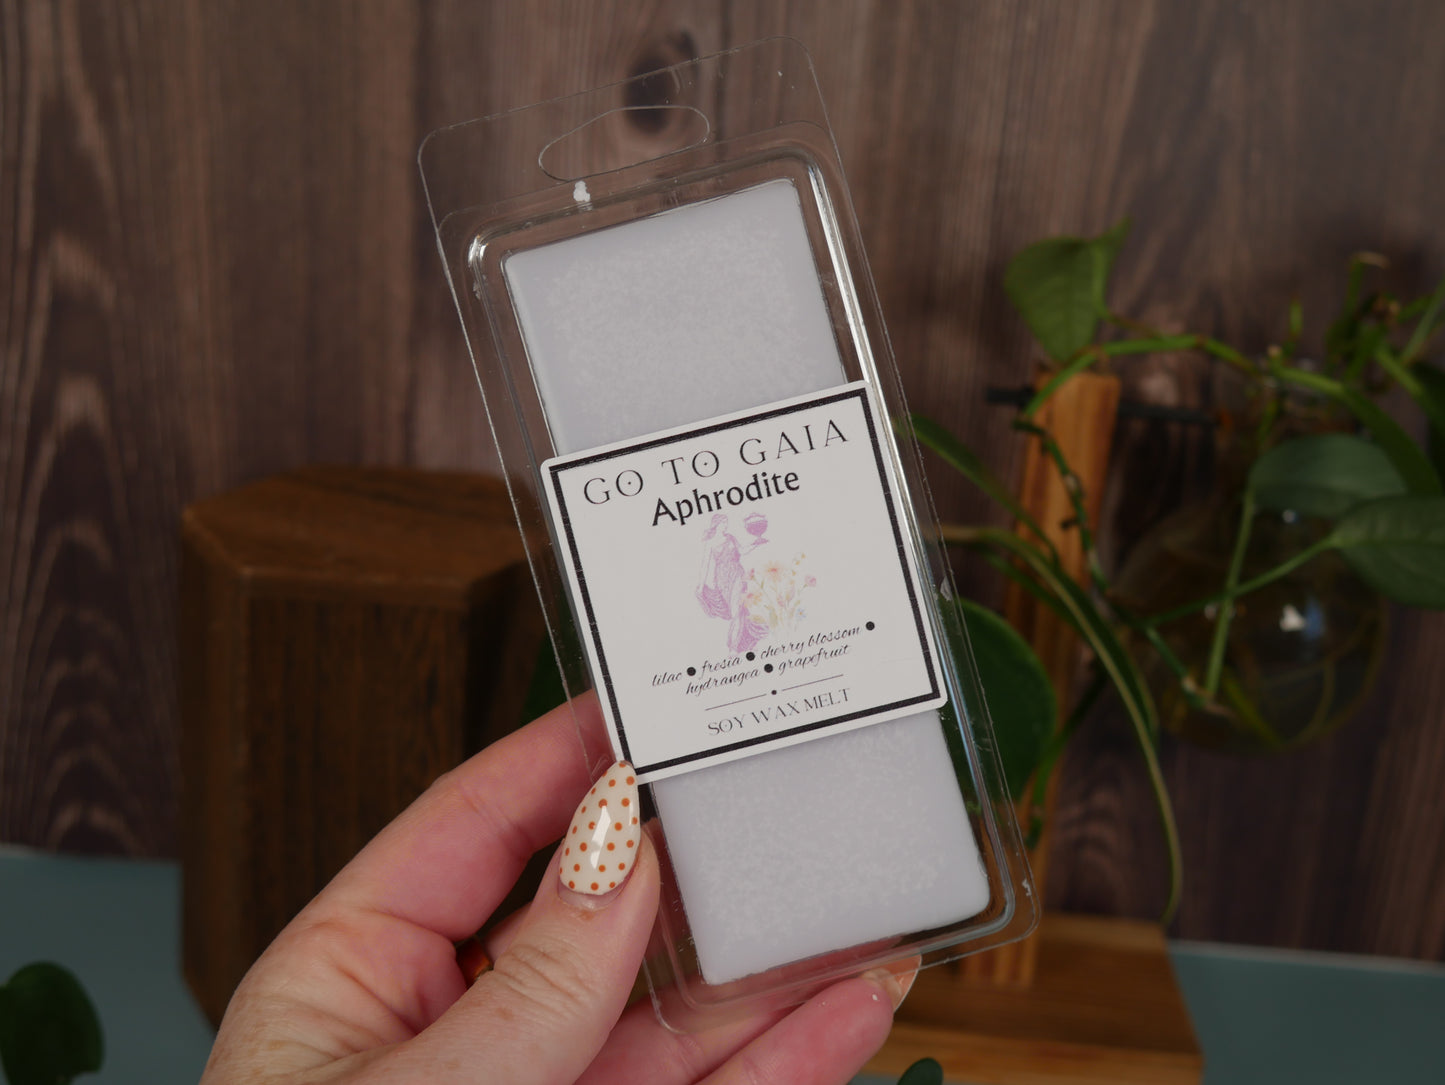 GO TO GAIA
Aphrodite
lilac ● fresia ● cherry blossom ●
hydrangea ● grapefruit
SOY WAX MELT